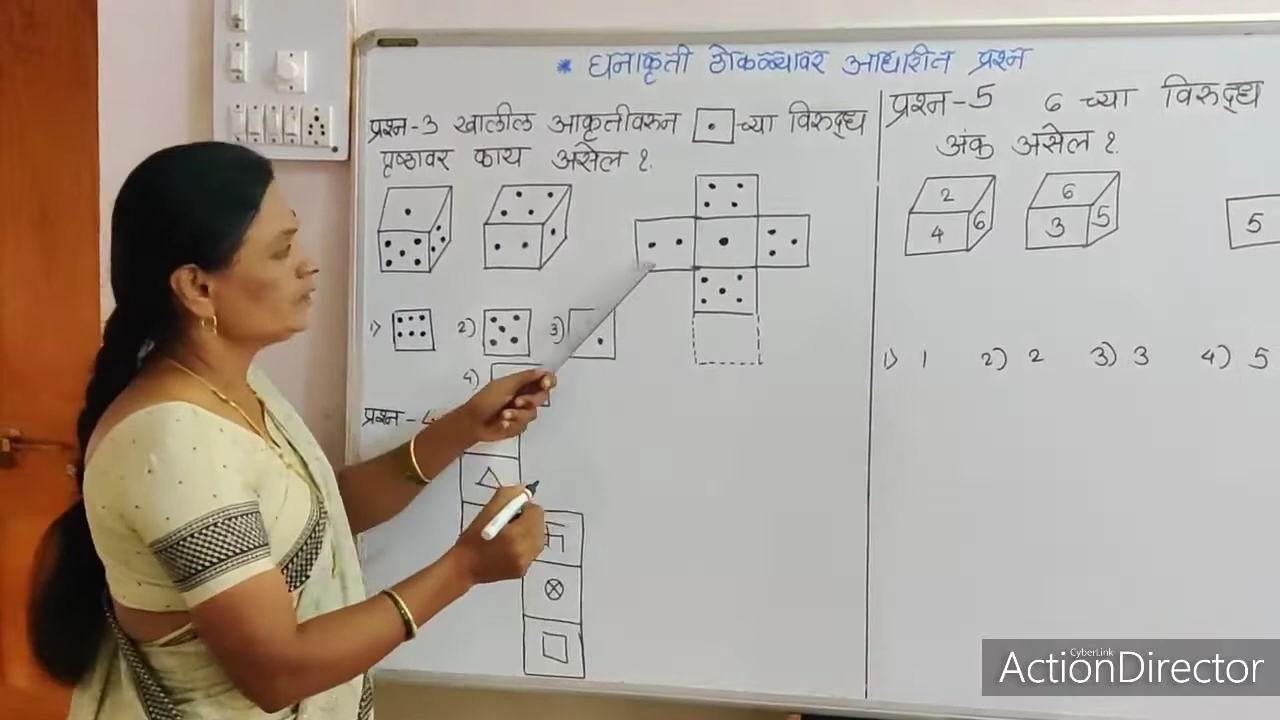 * घनाकृती ठोकळ्यावर आधारीत प्रश्न
प्रश्न-3 खालील आकृतीवरून च्या विरुद्ध
पृष्ठावर काय असेल ?.
1) 2) 3)
4)
प्रश्न-4
प्रश्न-5 6 च्या विरुद्ध
अंक असेल ?.
2 4 6
6 3 5
5
1) 1 2) 2 3) 3 4) 5
CyberLink
ActionDirector